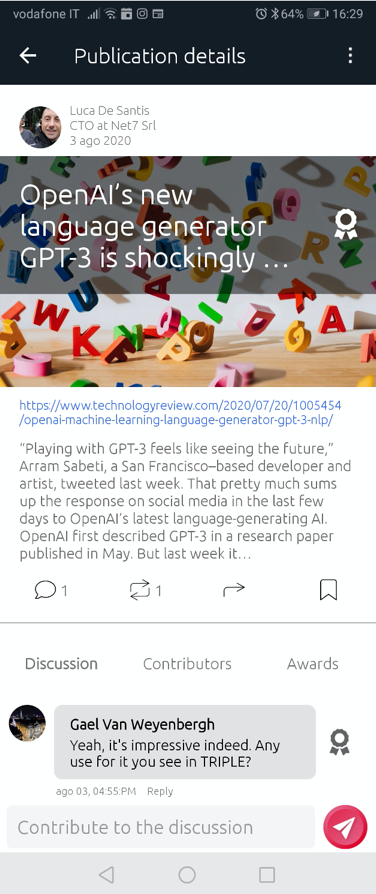 vodafone IT 64% 16:29
Publication details
Luca De Santis
CTO at Net7 Srl
3 ago 2020
OpenAI's new
language generator
GPT-3 is shockingly ...
https://www.technologyreview.com/2020/07/20/1005454
/openai-machine-learning-language-generator-gpt-3-nlp/
“Playing with GPT-3 feels like seeing the future,”
Arram Sabeti, a San Francisco–based developer and
artist, tweeted last week. That pretty much sums
up the response on social media in the last few
days to OpenAI's latest language-generating AI.
OpenAI first described GPT-3 in a research paper
published in May. But last week it...
1 1
Discussion Contributors Awards
Gael Van Weyenbergh
Yeah, it's impressive indeed. Any
use for it you see in TRIPLE?
ago 03, 04:55:PM Reply
Contribute to the discussion